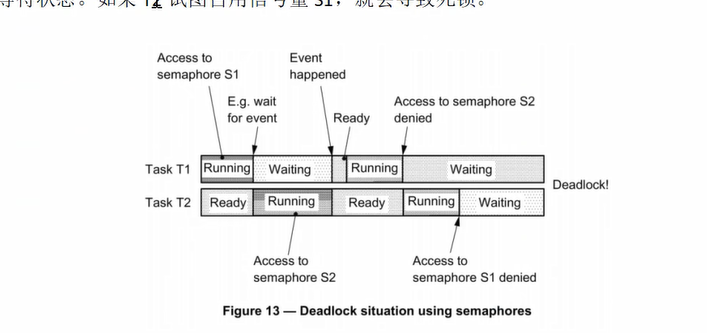 等待状态。如果 T2 试图占用信号量 S1，就会导致死锁。
Access to
semaphore S1
Event
happened
E.g. wait
for event
Ready
Access to semaphore S2
denied
Task T1
Running
Waiting
Running
Waiting
Deadlock!
Task T2
Ready
Running
Ready
Running
Waiting
Access to
semaphore S2
Access to
semaphore S1 denied
Figure 13 — Deadlock situation using semaphores